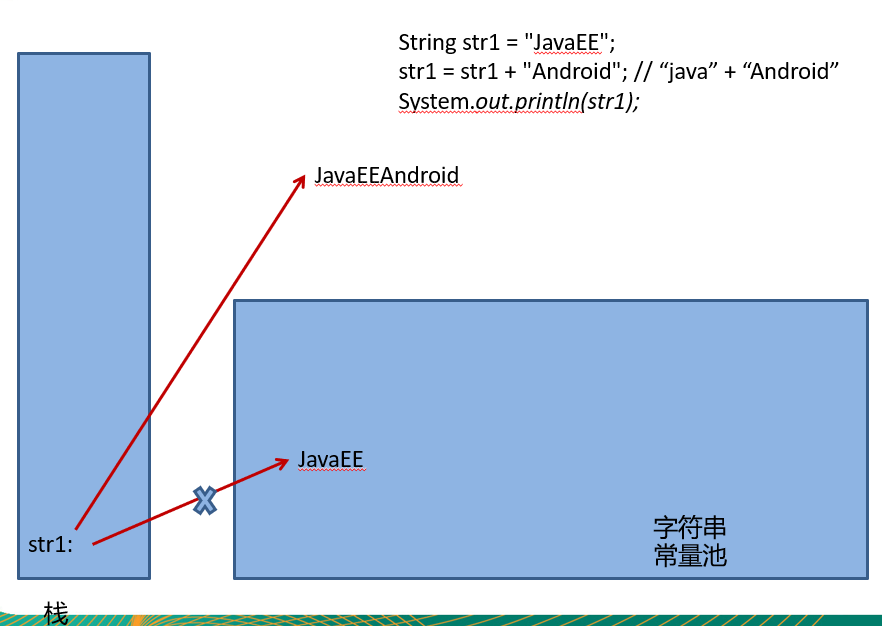 String str1 = "JavaEE";
str1 = str1 + "Android"; // “java” + “Android”
System.out.println(str1);
JavaEEAndroid
JavaEE
字符串
常量池
str1:
栈